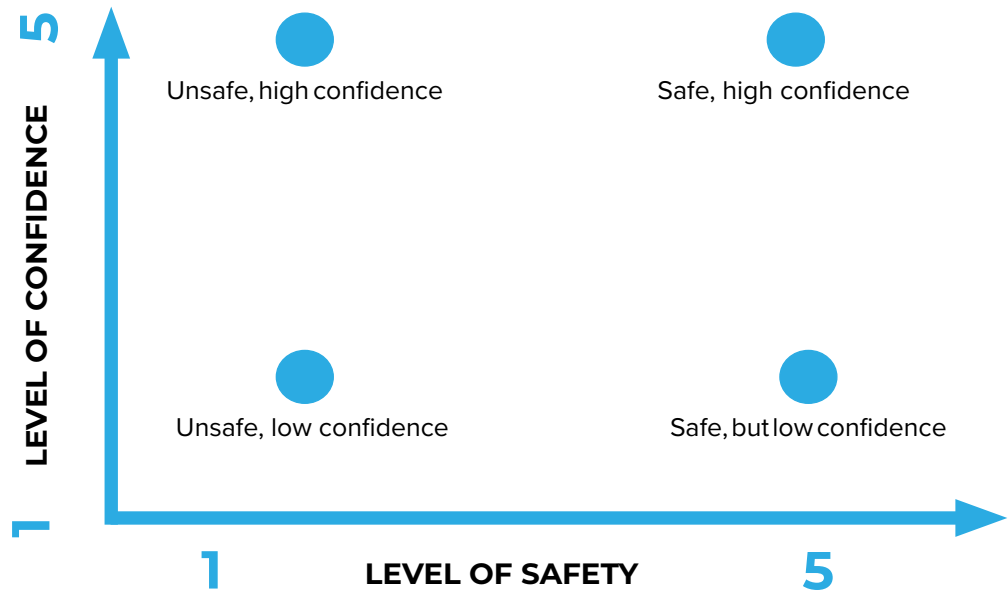 5
Unsafe, high confidence
Safe, high confidence
LEVEL OF CONFIDENCE
Unsafe, low confidence
Safe, but low confidence
1
1
LEVEL OF SAFETY
5